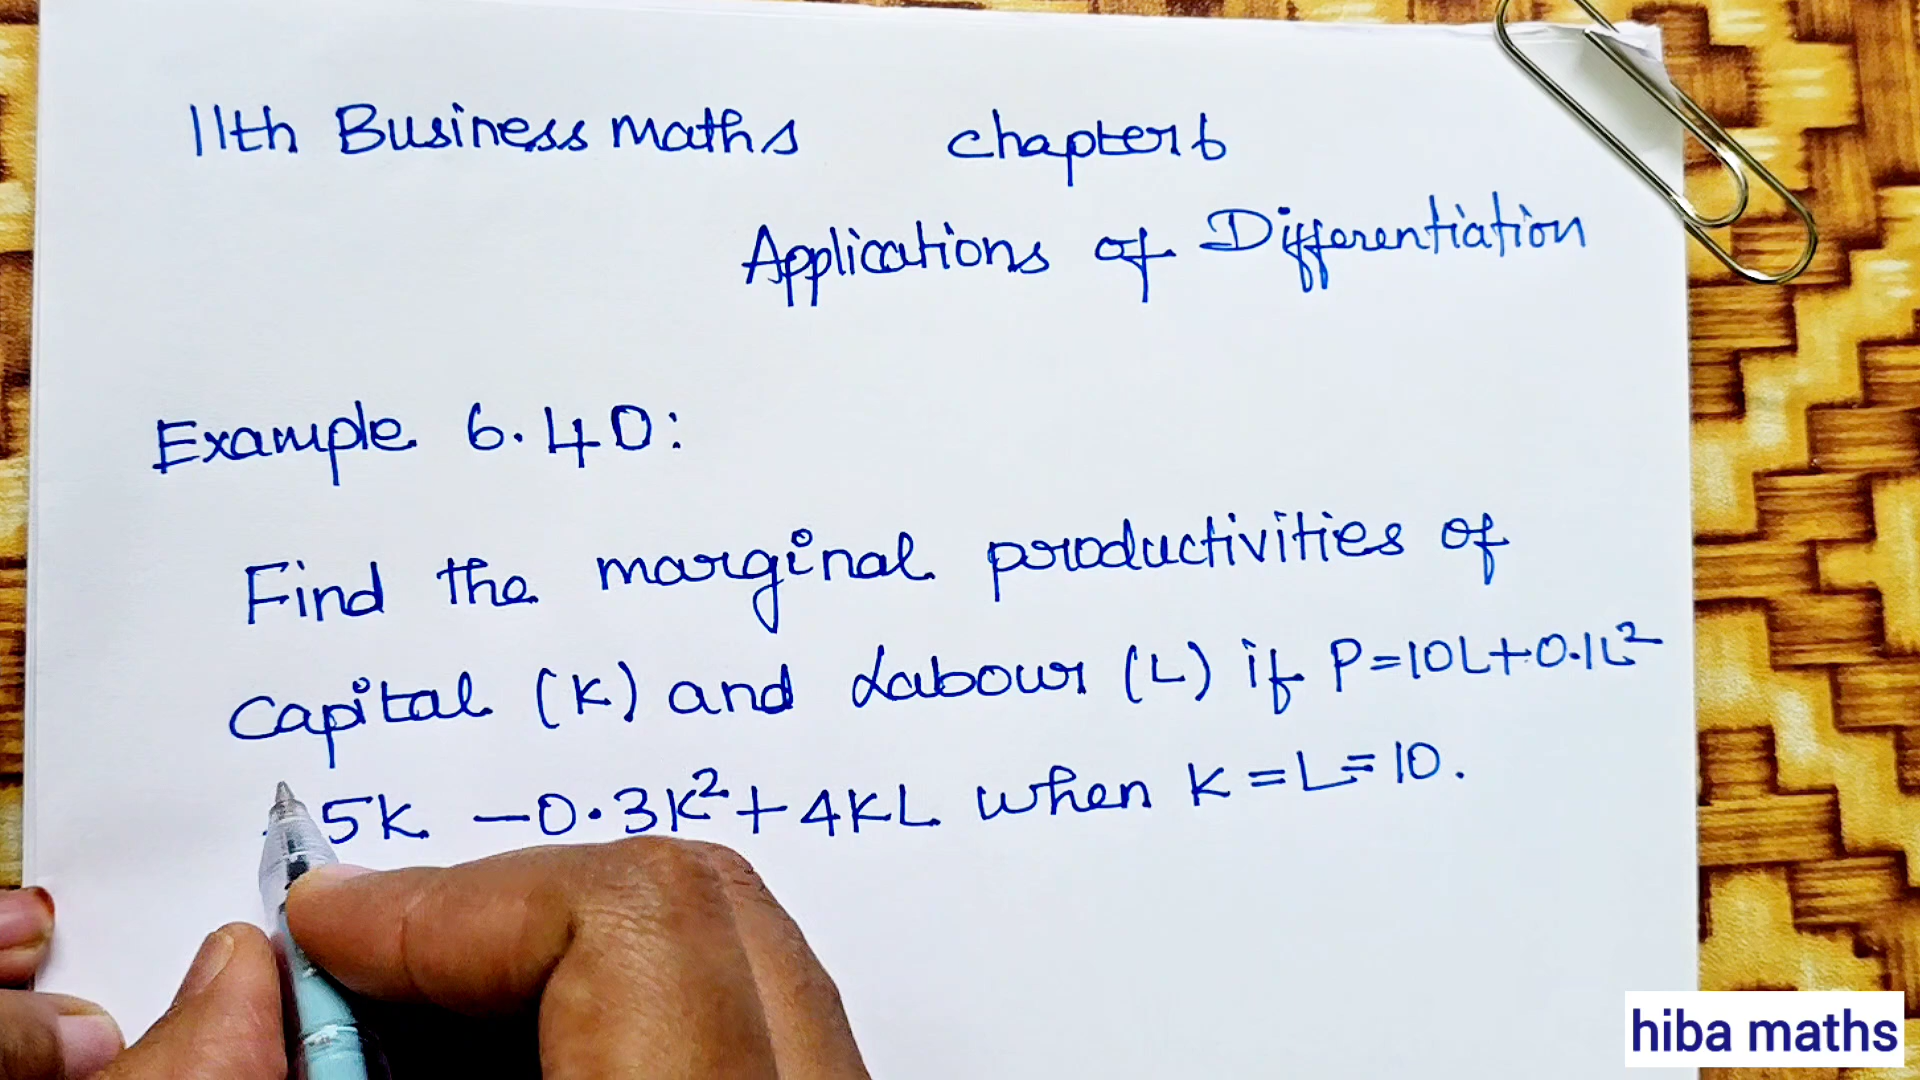 11th Business maths chapter 6
Applications of Differentiation
Example 6.40:
Find the marginal productivities of
capital (K) and Labour (L) if P=10L+0.1L²
5K -0.3K²+4KL when K=L=10.
hiba maths